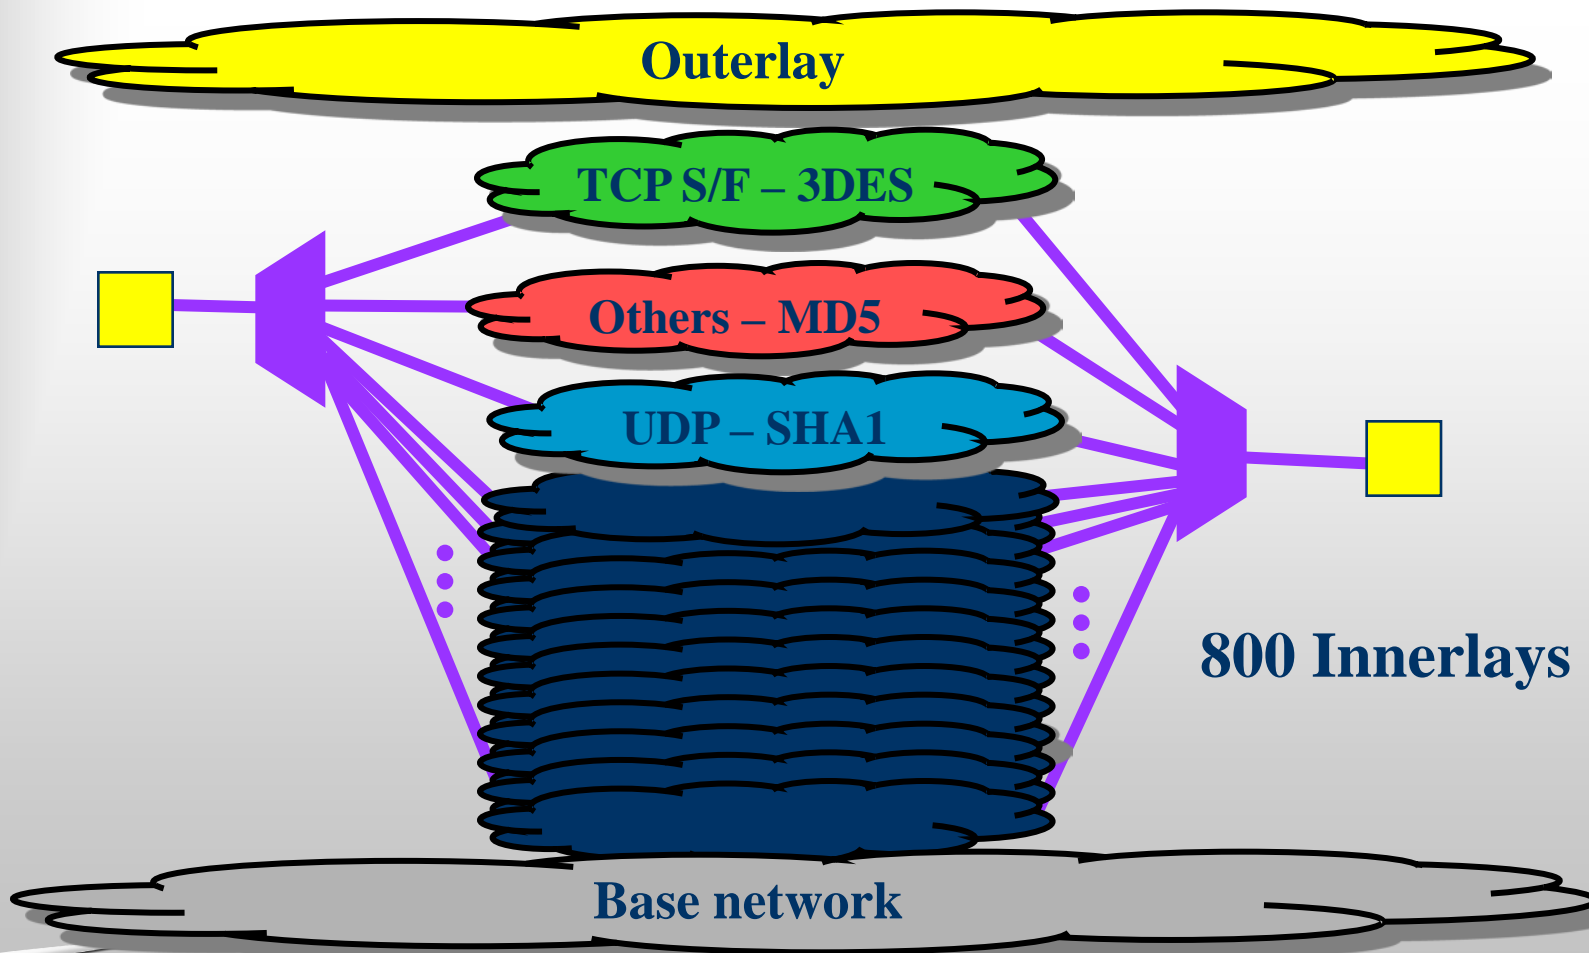 Outerlay
TCP S/F – 3DES
Others – MD5
UDP – SHA1
800 Innerlays
Base network